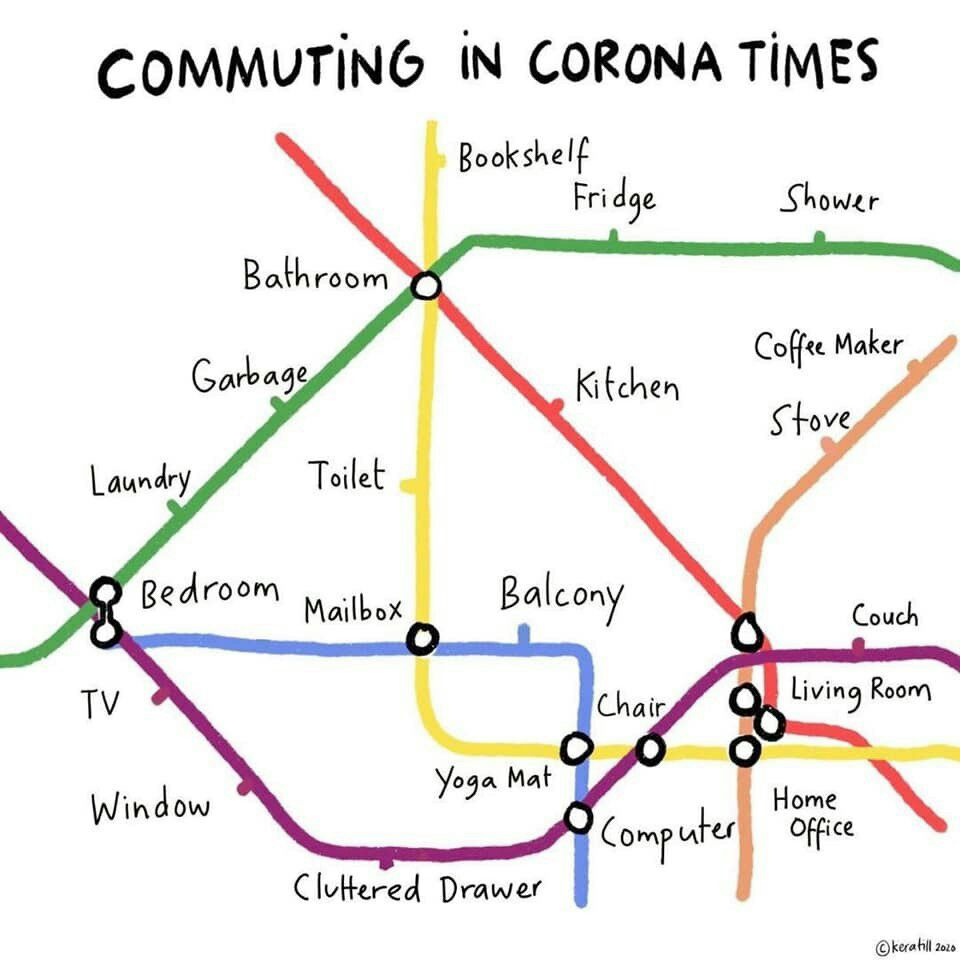 COMMUTING IN CORONA TIMES
Bookshelf
Fridge
Shower
Bathroom
Coffee Maker
Garbage
Kitchen
Stove
Laundry
Toilet
Bedroom
Mailbox
Balcony
Couch
TV
Chair
Living Room
Yoga Mat
Window
Computer
Home
Office
Cluttered Drawer
©keratill 2020